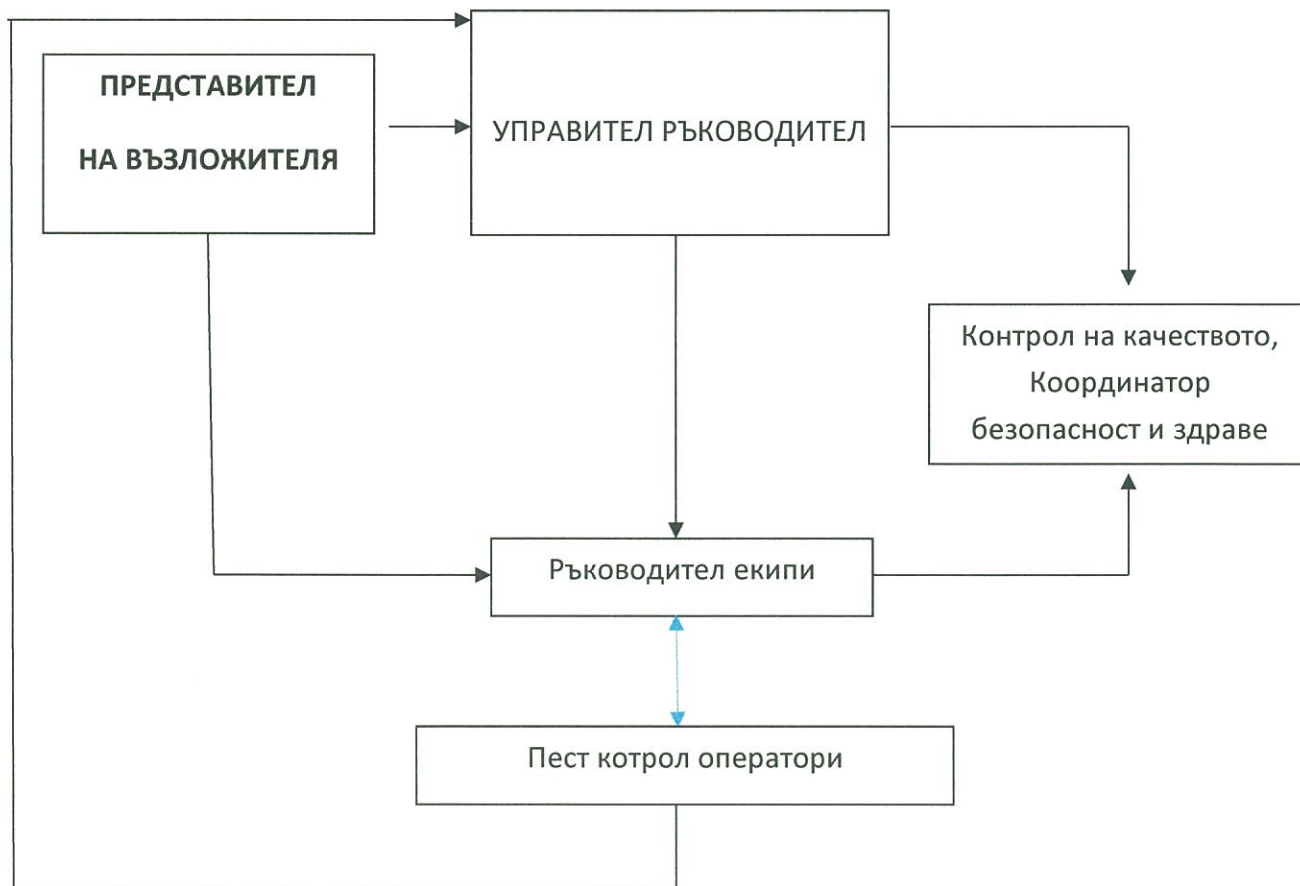 ПРЕДСТАВИТЕЛ
НА ВЪЗЛОЖИТЕЛЯ
УПРАВИТЕЛ РЪКОВОДИТЕЛ
Контрол на качеството,
Координатор
безопасност и здраве
Ръководител екипи
Пест котрол оператори